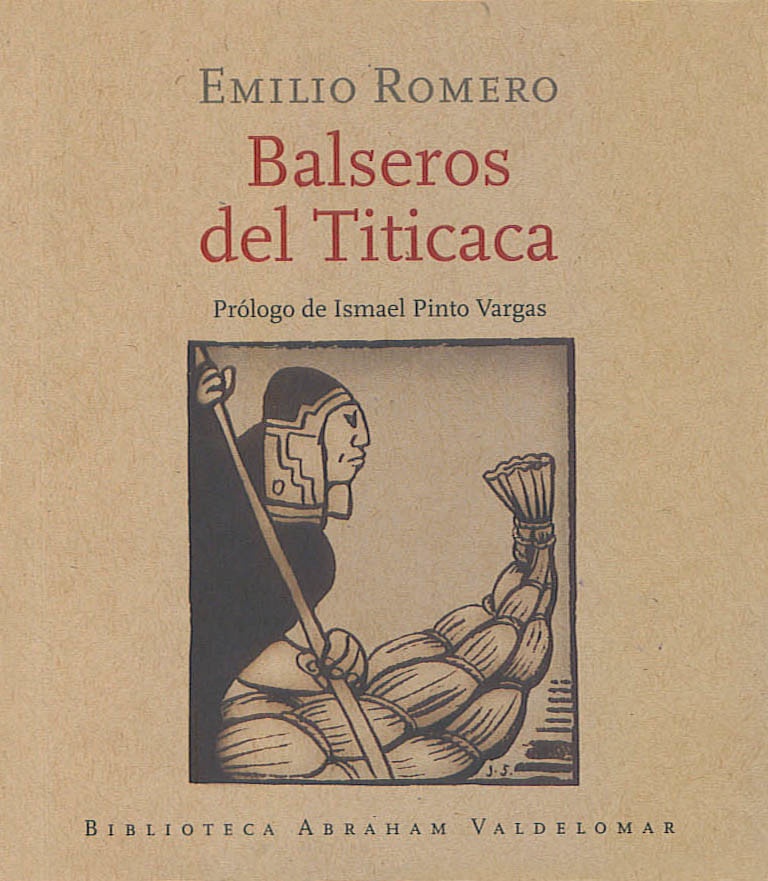 EMILIO ROMERO
Balseros
del Titicaca
Prólogo de Ismael Pinto Vargas
J.S.
BIBLIOTECA ABRAHAM VALDELOMAR